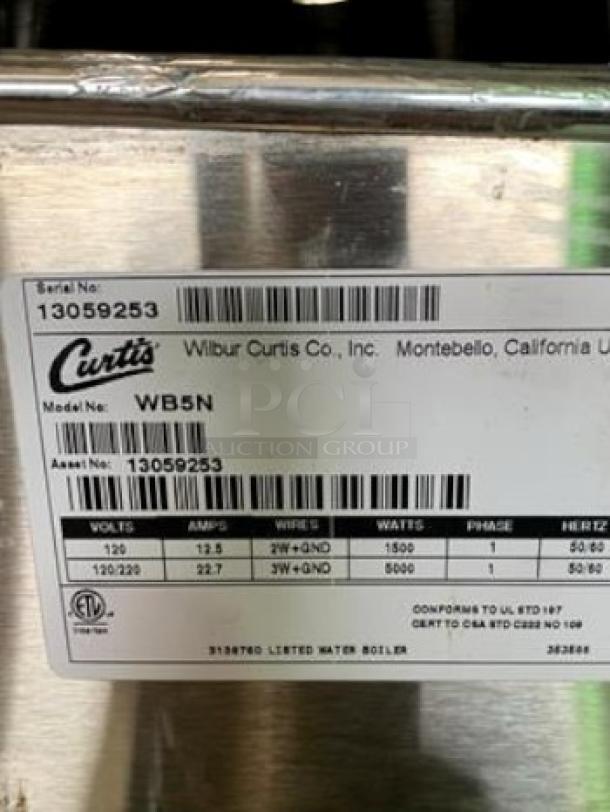 Serial No:
13059253
Curtis Wilbur Curtis Co., Inc. Montebello, California U
Model No: WB5N
PCI
AUCTION GROUP
Asset No: 13059253
VOLTS AMPS WIRES WATTS PHASE HERTZ
120 12.5 2W+GND 1500 1 50/60
120/220 22.7 3W+GND 5000 1 50/60
ETL
Intertek
CONFORMS TO UL STD 197
CERT TO CSA STD C222 NO 109
3138760 LISTED WATER BOILER